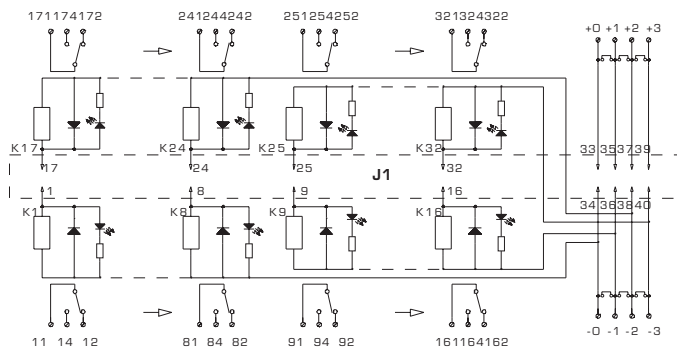 171174172 241244242 251254252 321324322 +0 +1 +2 +3
K17 K24 K25 K32 33 35 37 39
17 24 25 J1 32
1 8 9 16
K1 K8 K9 K16 34 36 38 40
11 14 12 81 84 82 91 94 92 161164162 -0 -1 -2 -3